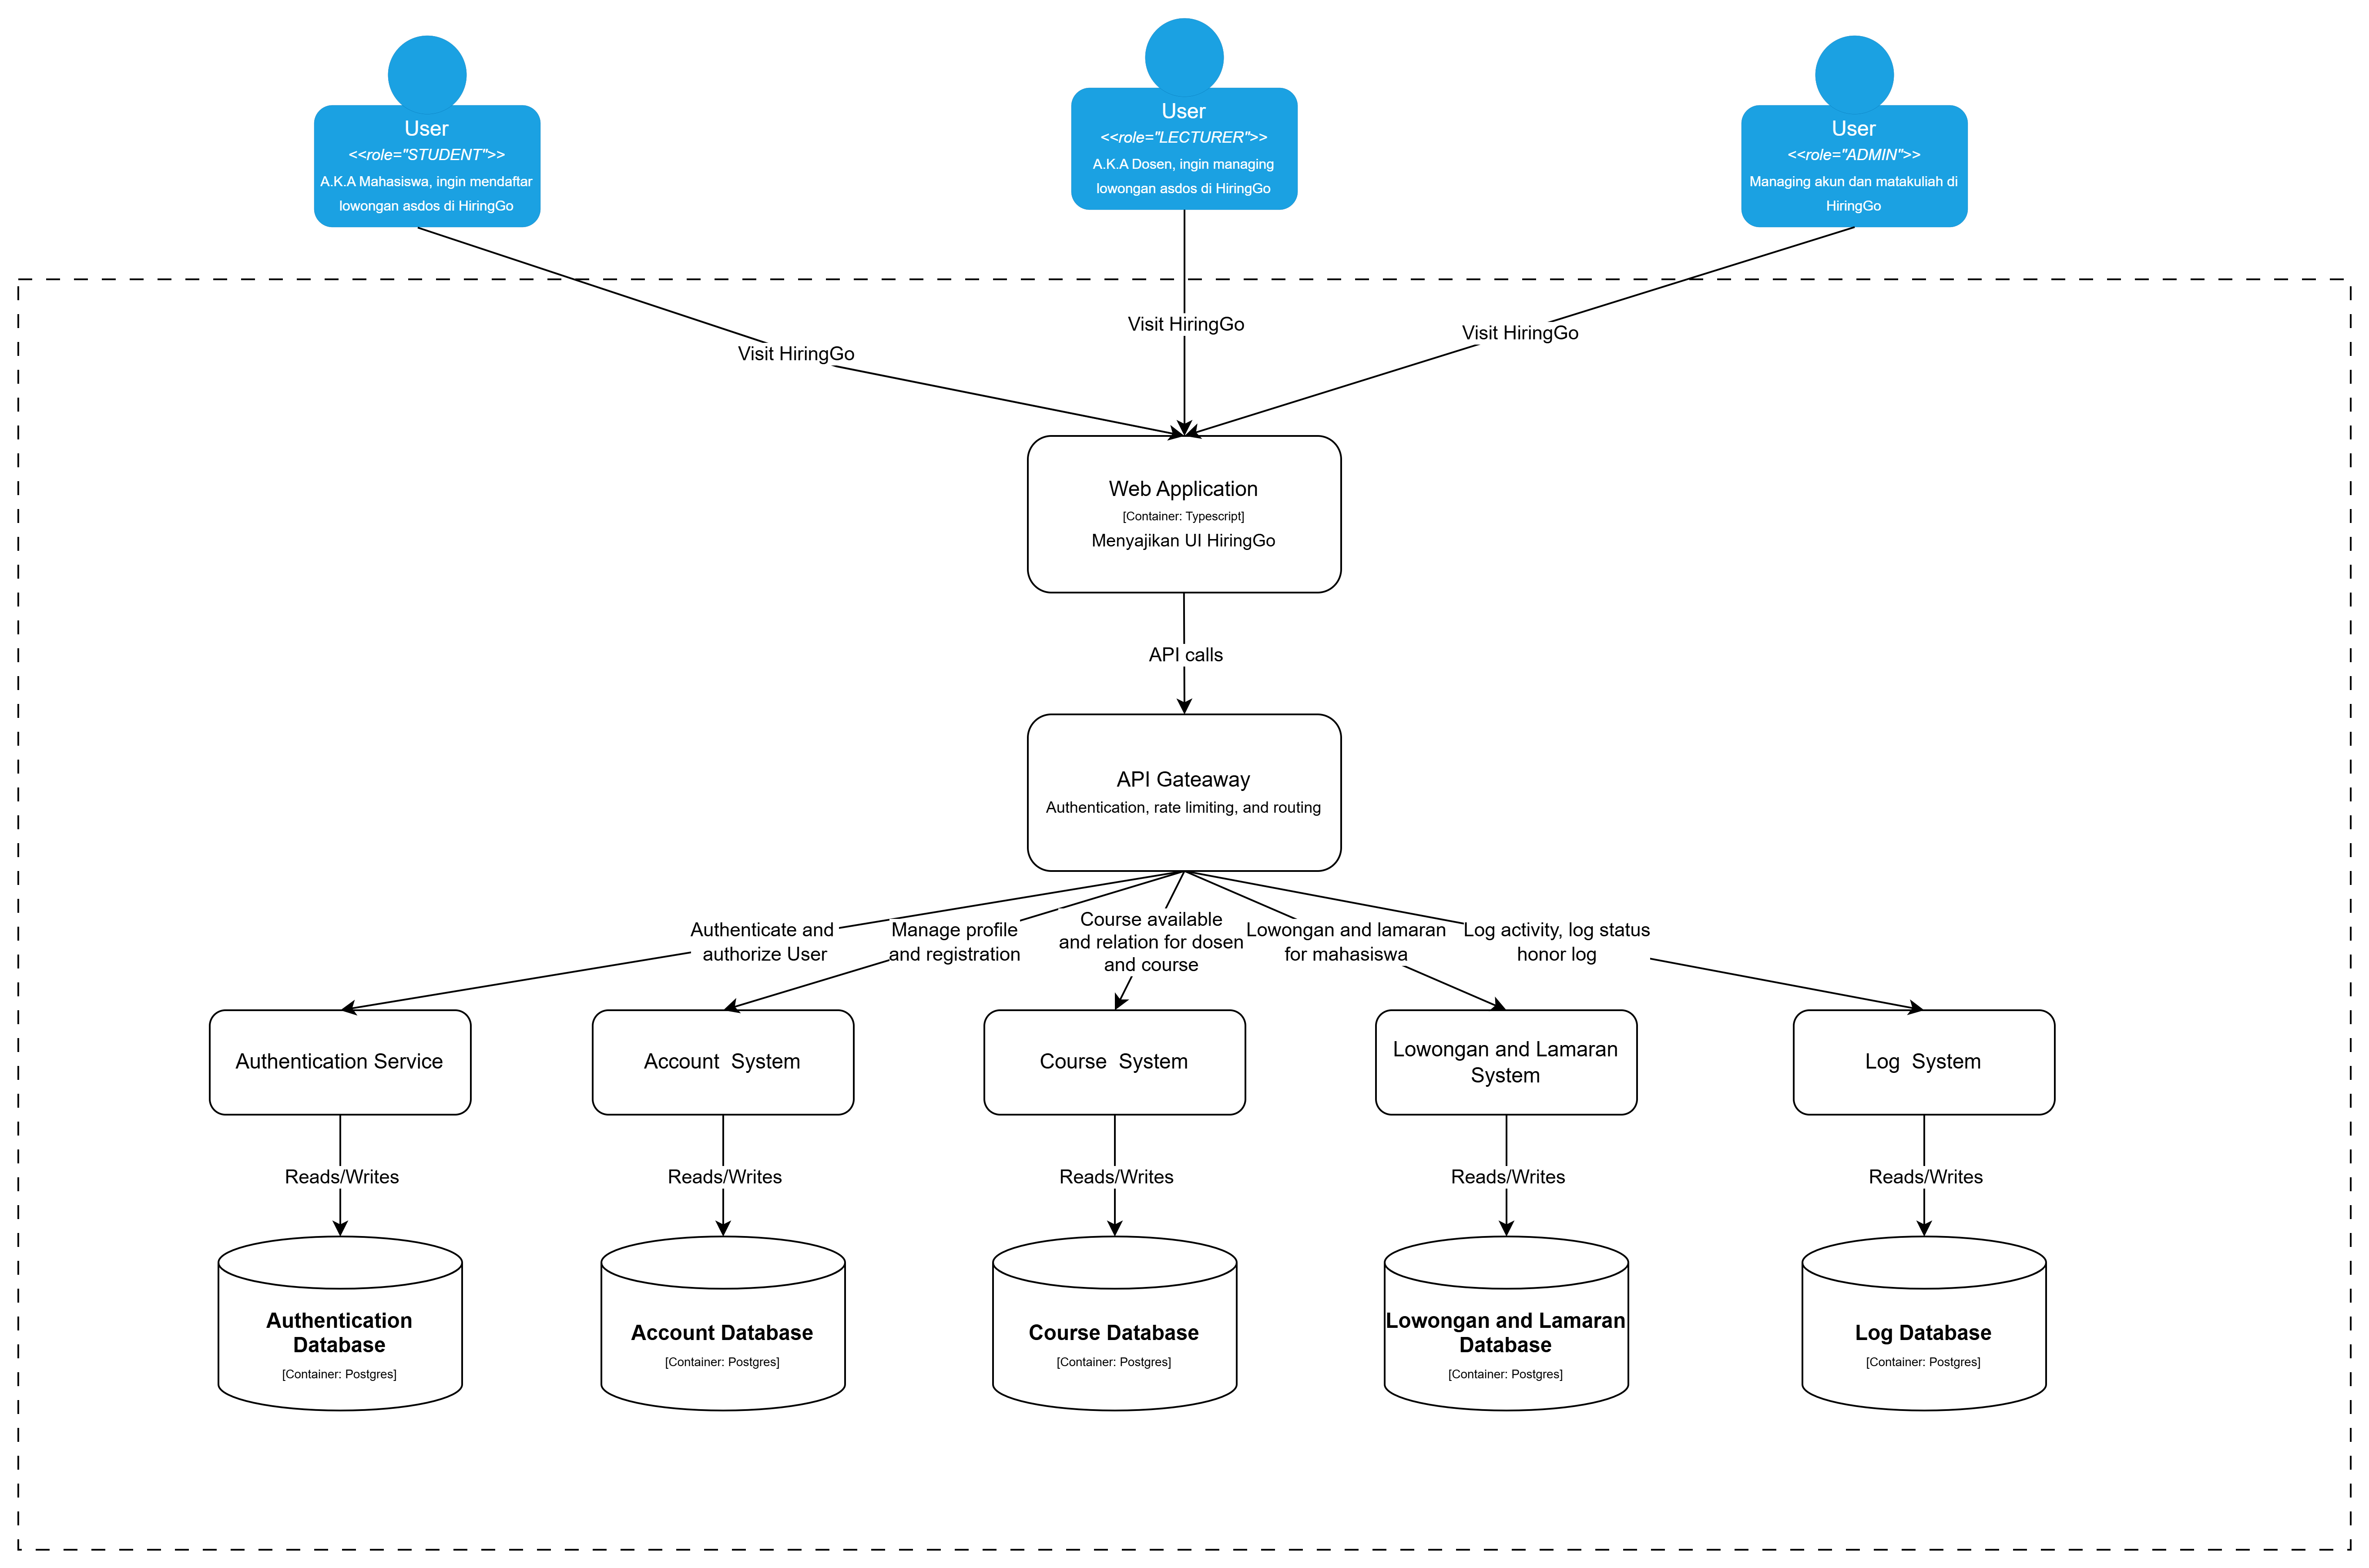 User
<<role="STUDENT">>
A.K.A Mahasiswa, ingin mendaftar
lowongan asdos di HiringGo
User
<<role="LECTURER">>
A.K.A Dosen, ingin managing
lowongan asdos di HiringGo
User
<<role="ADMIN">>
Managing akun dan matakuliah di
HiringGo
Visit HiringGo
Visit HiringGo
Visit HiringGo
Web Application
[Container: Typescript]
Menyajikan UI HiringGo
API calls
API Gateaway
Authentication, rate limiting, and routing
Authenticate and
authorize User
Manage profile
and registration
Course available
and relation for dosen
and course
Lowongan and lamaran
for mahasiswa
Log activity, log status
honor log
Authentication Service
Account  System
Course  System
Lowongan and Lamaran
System
Log  System
Reads/Writes
Reads/Writes
Reads/Writes
Reads/Writes
Reads/Writes
Authentication
Database
[Container: Postgres]
Account Database
[Container: Postgres]
Course Database
[Container: Postgres]
Lowongan and Lamaran
Database
[Container: Postgres]
Log Database
[Container: Postgres]